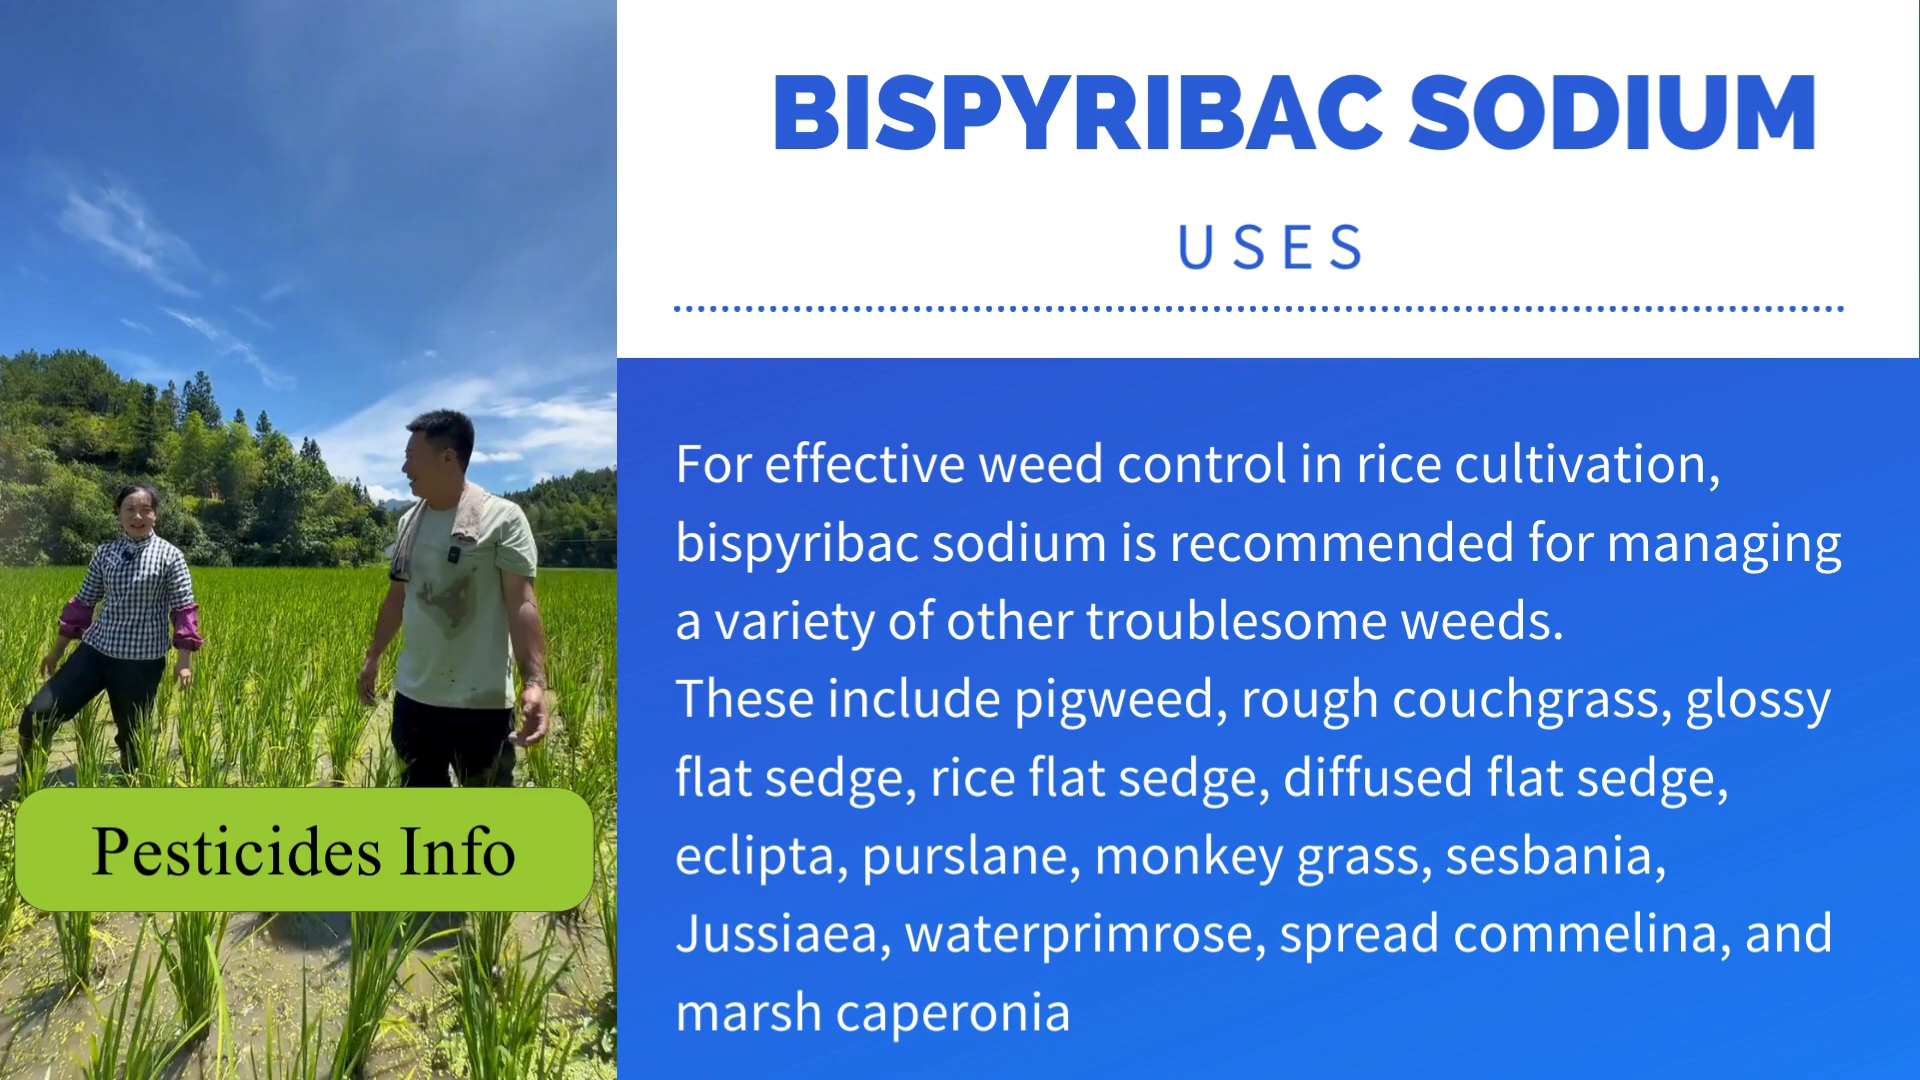 BISPYRIBAC SODIUM
USES
For effective weed control in rice cultivation,
bispyribac sodium is recommended for managing
a variety of other troublesome weeds.
These include pigweed, rough couchgrass, glossy
flat sedge, rice flat sedge, diffused flat sedge,
eclipta, purslane, monkey grass, sesbania,
Jussiaea, waterprimrose, spread commelina, and
marsh caperonia
Pesticides Info